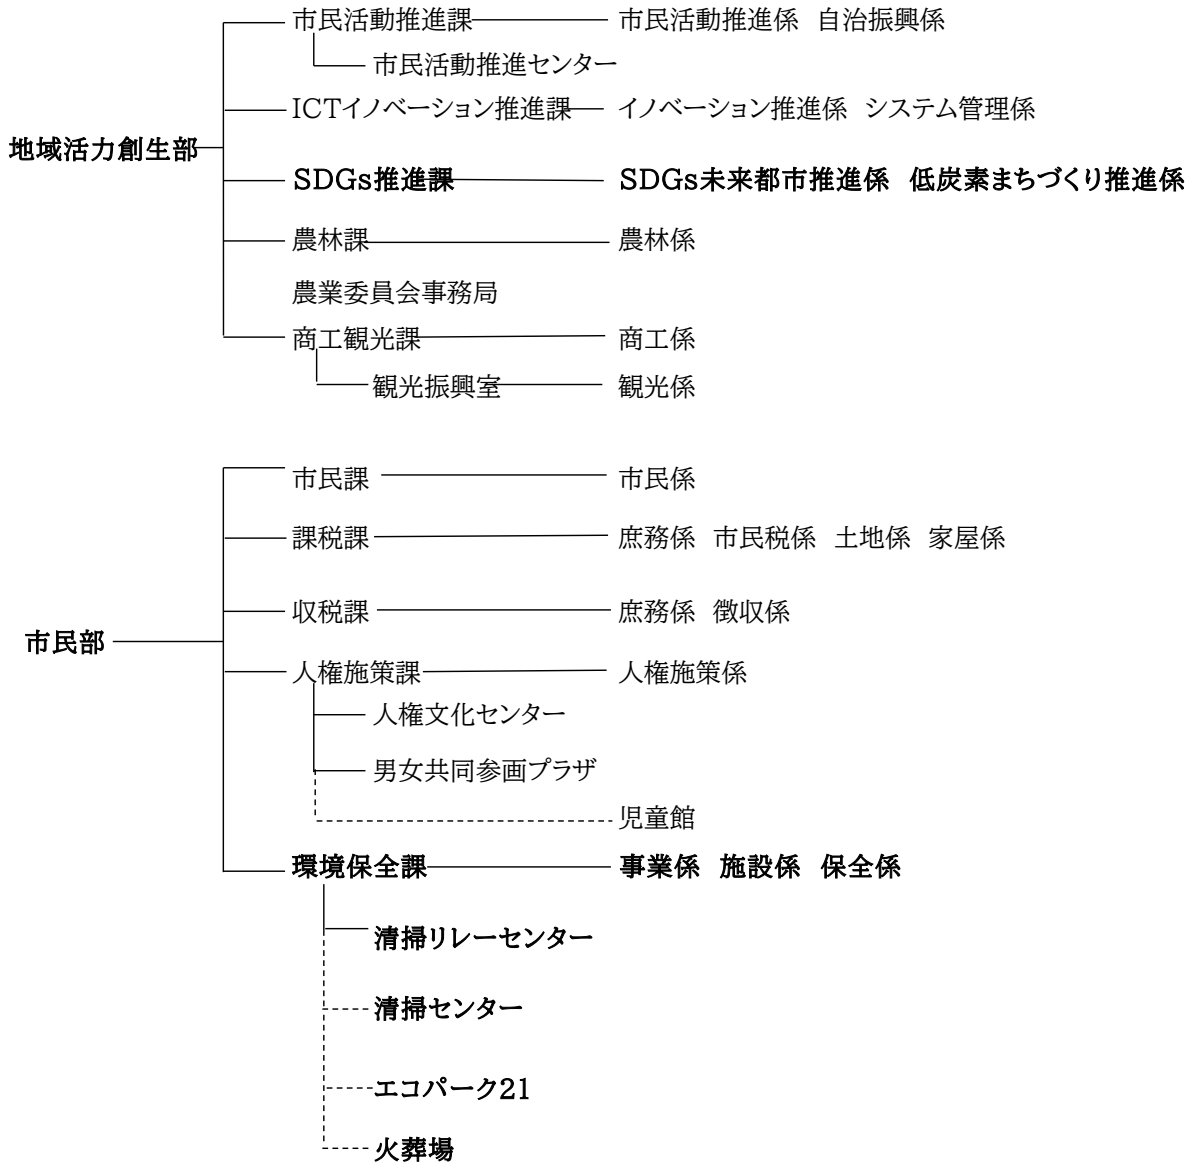 市民活動推進課 市民活動推進係 自治振興係
市民活動推進センター
ICTイノベーション推進課 イノベーション推進係 システム管理係
地域活力創生部
SDGs推進課 SDGs未来都市推進係 低炭素まちづくり推進係
農林課 農林係
農業委員会事務局
商工観光課 商工係
観光振興室 観光係
市民課 市民係
課税課 庶務係 市民税係 土地係 家屋係
収税課 庶務係 徴収係
市民部
人権施策課 人権施策係
人権文化センター
男女共同参画プラザ
児童館
環境保全課 事業係 施設係 保全係
清掃リレーセンター
清掃センター
エコパーク21
火葬場